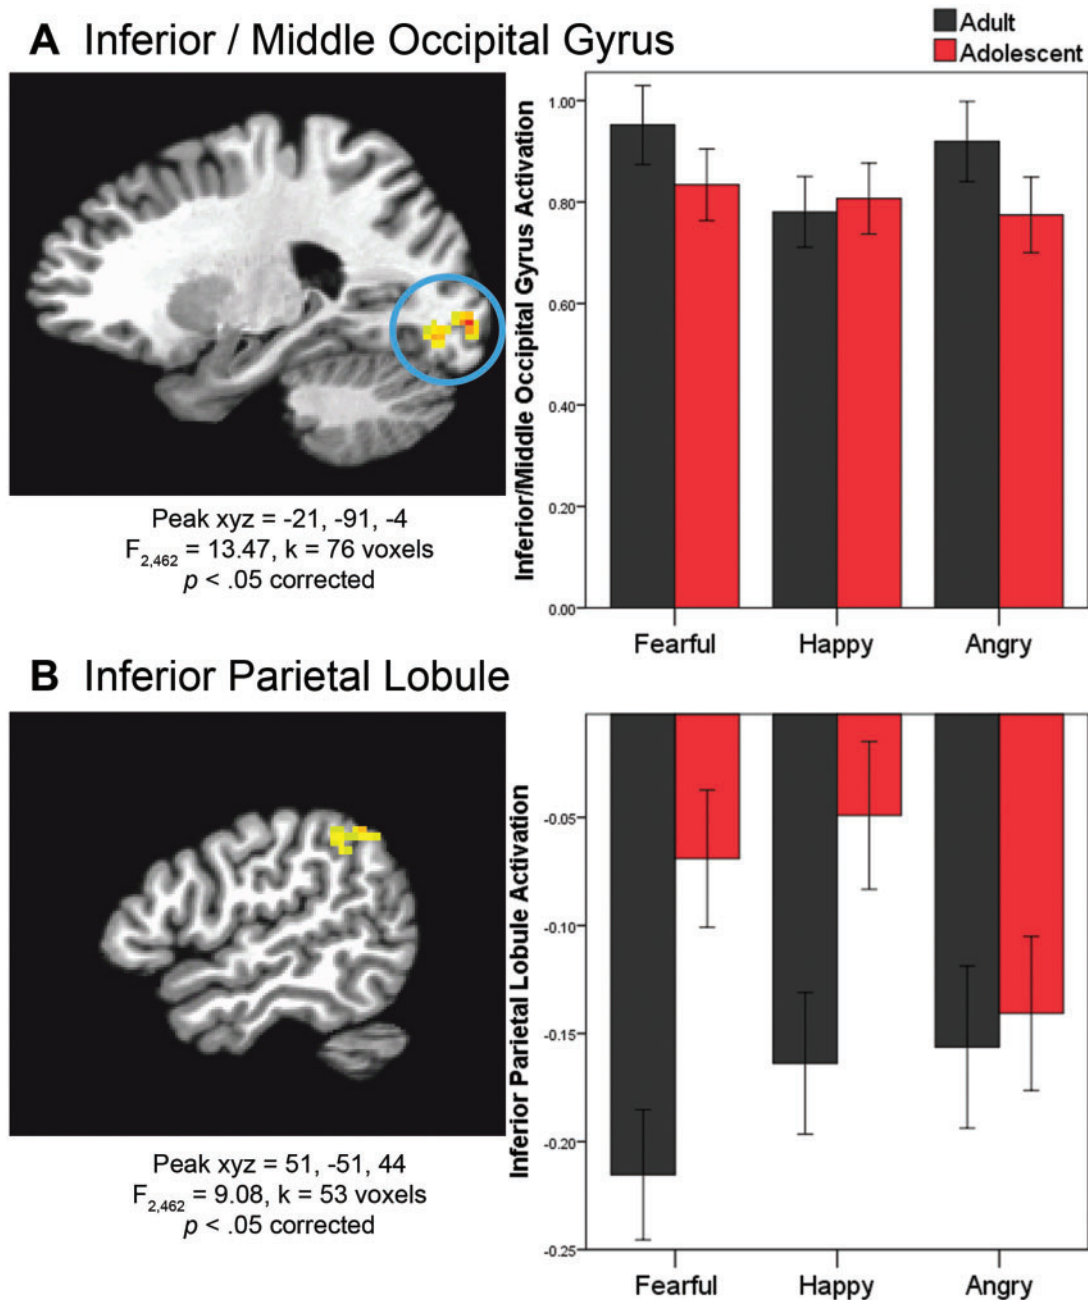 A Inferior / Middle Occipital Gyrus
Adult
Adolescent
Inferior/Middle Occipital Gyrus Activation
1.00
0.80
0.60
0.40
0.20
0.00
Fearful Happy Angry
Peak xyz = -21, -91, -4
F2,462 = 13.47, k = 76 voxels
p < .05 corrected
B Inferior Parietal Lobule
Inferior Parietal Lobule Activation
-0.05
-0.10
-0.15
-0.20
-0.25
Fearful Happy Angry
Peak xyz = 51, -51, 44
F2,462 = 9.08, k = 53 voxels
p < .05 corrected